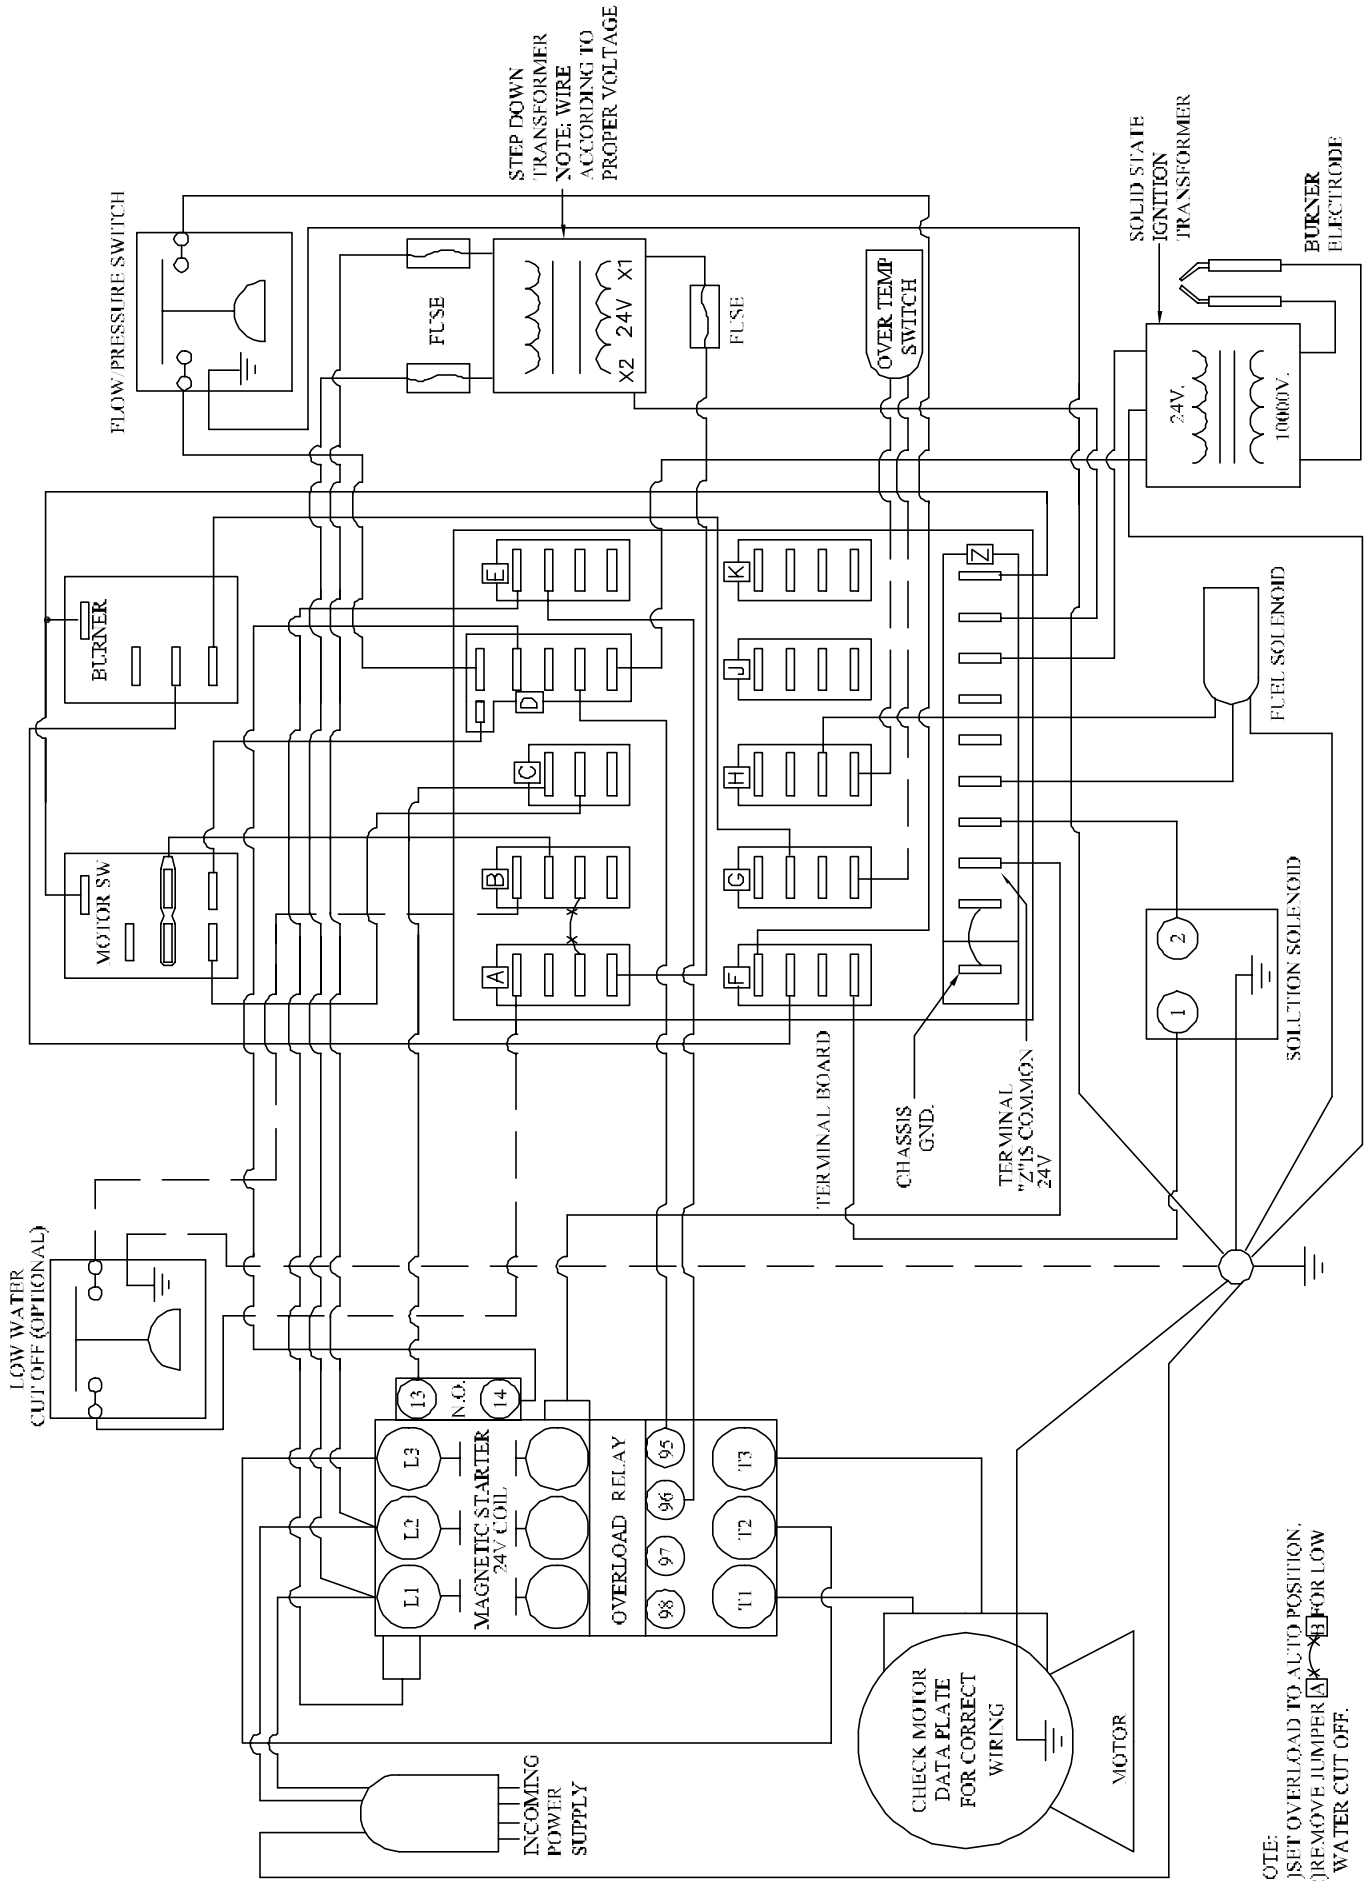 LOW WATER
CUT OFF (OPTIONAL)
MOTOR SW
BURNER
FLOW/PRESSURE SWITCH
INCOMING
POWER
SUPPLY
L1
L2
L3
13
N.O.
14
MAGNETIC STARTER
24V COIL
OVERLOAD RELAY
98
97
96
95
T1
T2
T3
A
B
C
D
E
F
G
H
J
K
Z
FUSE
STEP DOWN
TRANSFORMER
NOTE: WIRE
ACCORDING TO
PROPER VOLTAGE
X2 24V X1
FUSE
OVER TEMP
SWITCH
TERMINAL BOARD
CHASSIS
GND.
TERMINAL
"Z"IS COMMON
24V
CHECK MOTOR
DATA PLATE
FOR CORRECT
WIRING
MOTOR
1
2
SOLUTION SOLENOID
FUEL SOLENOID
SOLID STATE
IGNITION
TRANSFORMER
24V.
10000V.
BURNER
ELECTRODE
OTE:
)SET OVERLOAD TO AUTO POSITION.
)REMOVE JUMPER A B FOR LOW
WATER CUT OFF.